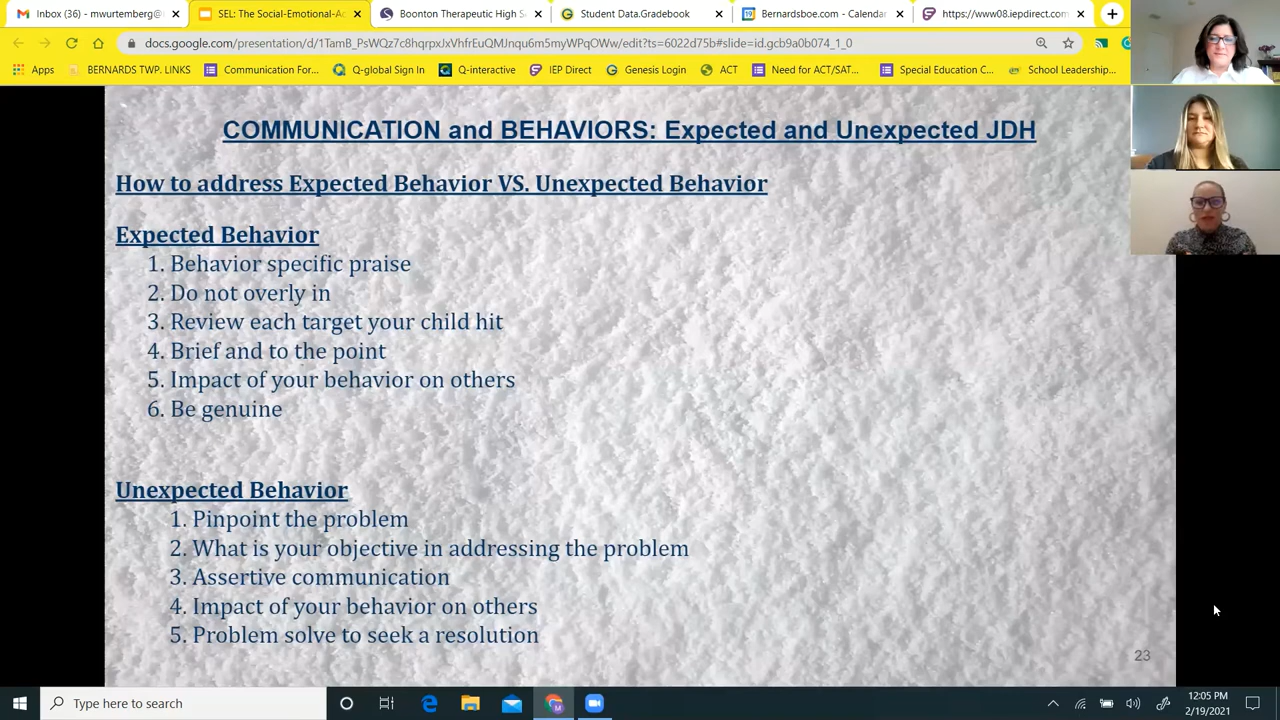 Inbox (36) - mwurtemberg@
SEL: The Social-Emotional-Ac
Boonton Therapeutic High S
Student Data.Gradebook
Bernardsboe.com - Calendar
https://www08.iepdirect.com
docs.google.com/presentation/d/1TamB_PsWQz7c8hqrpxJxVhfrEuQMJnqu6m5myWPqOWw/edit?ts=6022d75b#slide=id.gcb9a0b074_1_0
Apps
BERNARDS TWP. LINKS
Communication For...
Q-global Sign In
Q-interactive
IEP Direct
Genesis Login
ACT
Need for ACT/SAT...
Special Education C...
School Leadership...
COMMUNICATION and BEHAVIORS: Expected and Unexpected JDH
How to address Expected Behavior VS. Unexpected Behavior
Expected Behavior
1. Behavior specific praise
2. Do not overly in
3. Review each target your child hit
4. Brief and to the point
5. Impact of your behavior on others
6. Be genuine
Unexpected Behavior
1. Pinpoint the problem
2. What is your objective in addressing the problem
3. Assertive communication
4. Impact of your behavior on others
5. Problem solve to seek a resolution
23
Type here to search
12:05 PM
2/19/2021